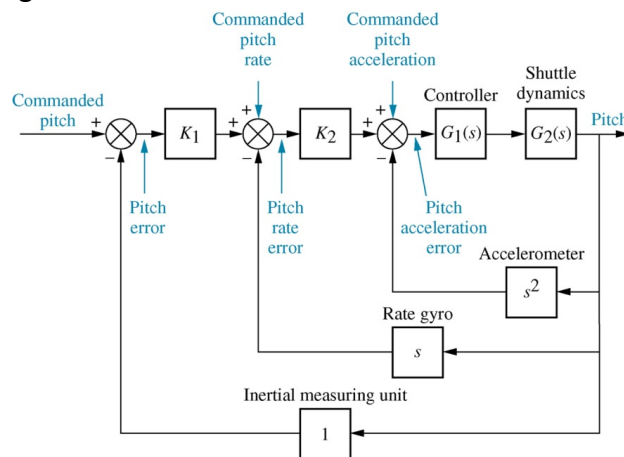 Commanded
pitch
rate
Commanded
pitch
acceleration
Shuttle
dynamics
Controller
Commanded
pitch
Pitch
+
−
K1
+
+
−
K2
+
+
−
G1(s)
G2(s)
Pitch
error
Pitch
rate
error
Pitch
acceleration
error
Accelerometer
s2
Rate gyro
s
Inertial measuring unit
1